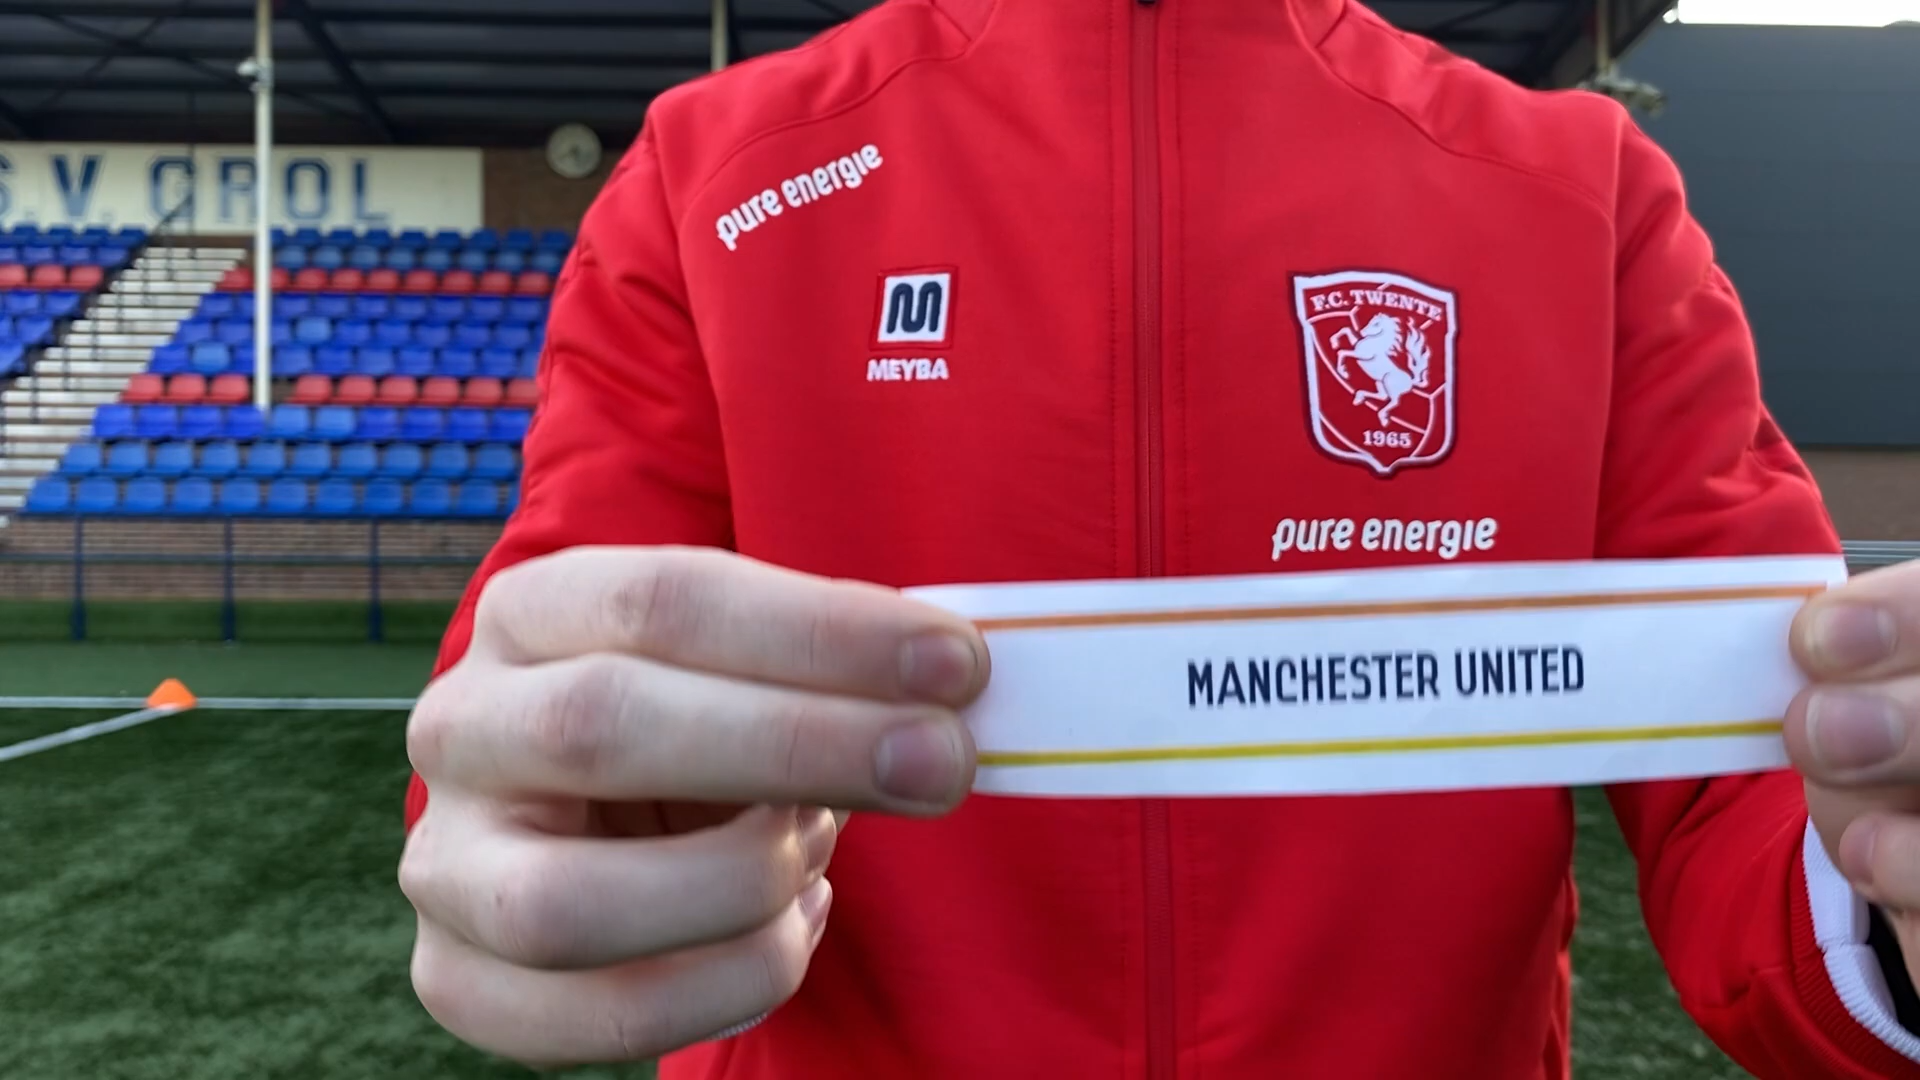 S.V. GROL
pure energie
MEYBA
F.C. TWENTE
1965
pure energie
MANCHESTER UNITED